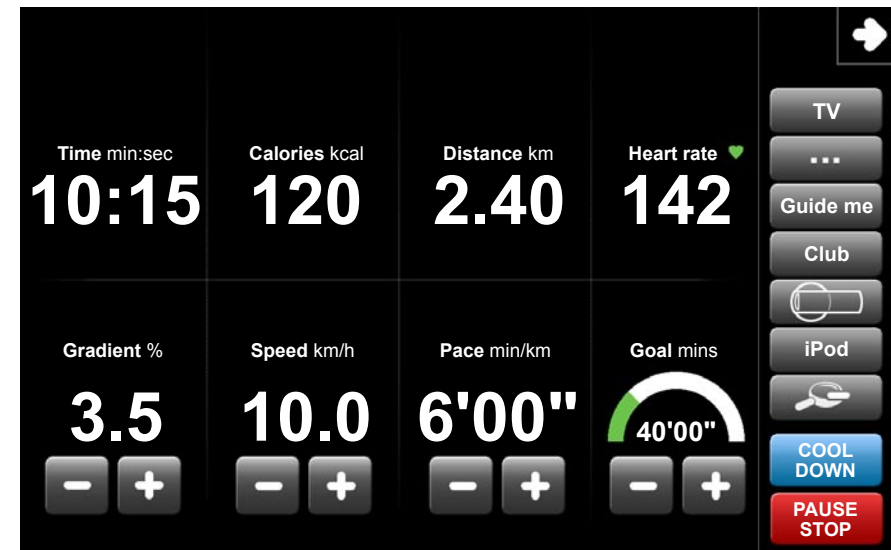 TV
Time min:sec
Calories kcal
Distance km
Heart rate
...
10:15
120
2.40
142
Guide me
Club
Gradient %
Speed km/h
Pace min/km
Goal mins
iPod
3.5
10.0
6'00"
40'00"
COOL
DOWN
PAUSE
STOP